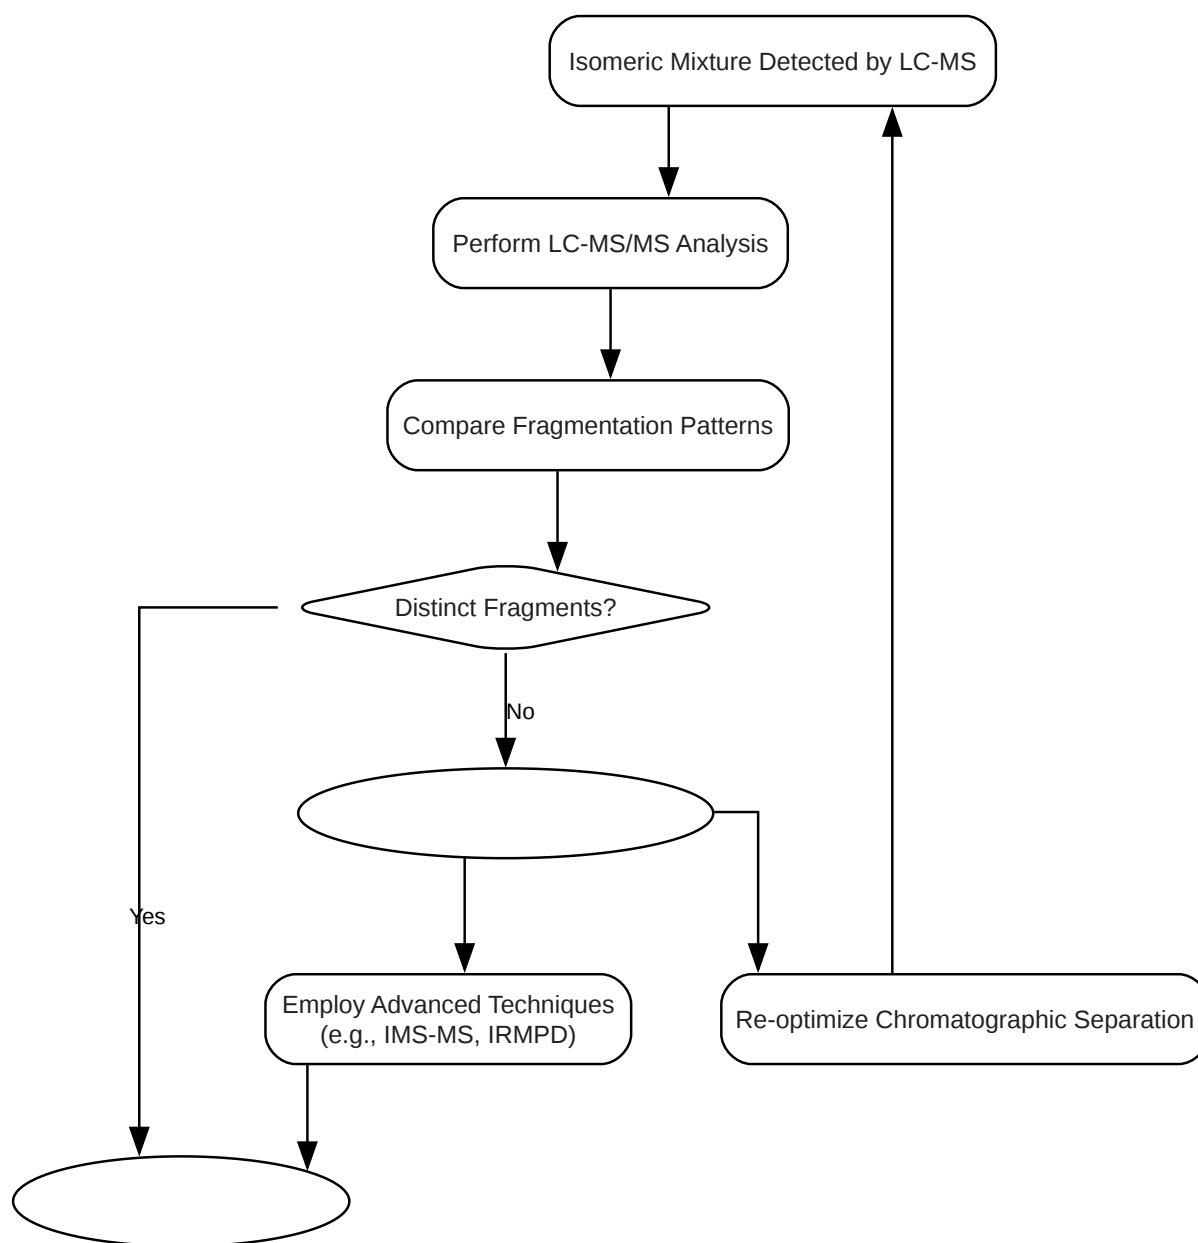 Isomeric Mixture Detected by LC-MS
Perform LC-MS/MS Analysis
Compare Fragmentation Patterns
Distinct Fragments?
No
Yes
Employ Advanced Techniques
(e.g., IMS-MS, IRMPD)
Re-optimize Chromatographic Separation